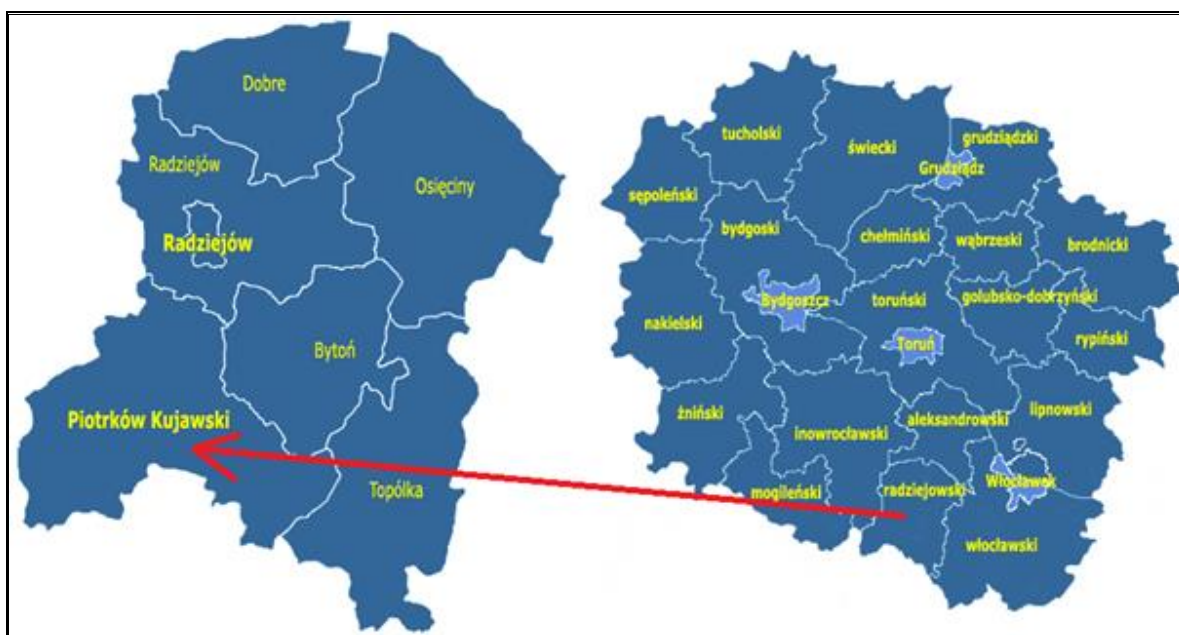 Dobre
Radziejów
Osięciny
Radziejów
Bytoń
Piotrków Kujawski
Topólka
tucholski
świecki
grudziądzki
Grudziądz
sępoleński
bydgoski
chełmiński
wąbrzeski
brodnicki
Bydgoszcz
toruński
golubsko-dobrzyński
nakielski
Toruń
rypiński
żniński
aleksandrowski
lipnowski
inowrocławski
mogileński
radziejowski
Włocławek
włocławski